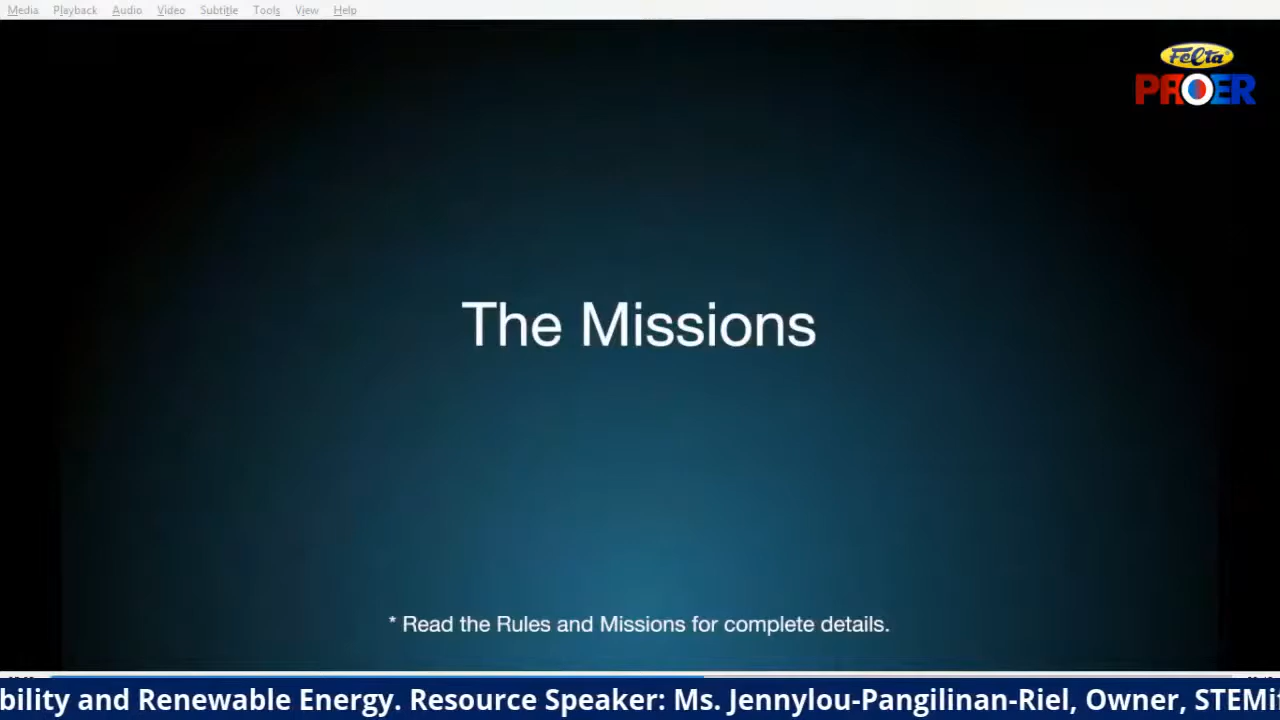 Media Playback Audio Video Subtitle Tools View Help
Felta
PROER
The Missions
* Read the Rules and Missions for complete details.
bility and Renewable Energy. Resource Speaker: Ms. Jennylou-Pangilinan-Riel, Owner, STEMi